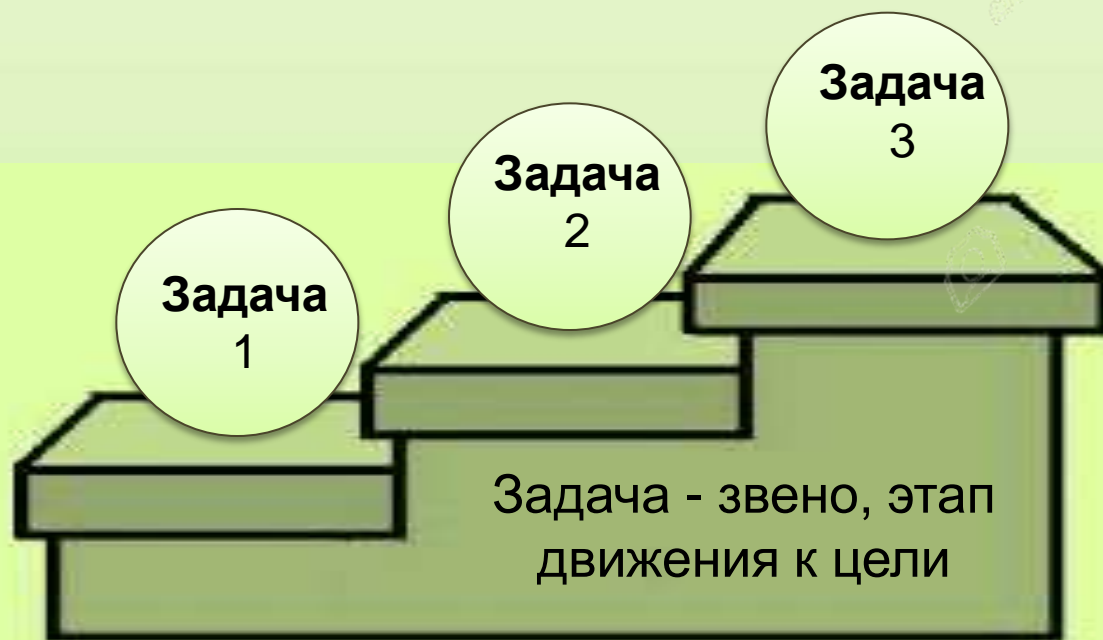 Задача
3
Задача
2
Задача
1
Задача - звено, этап
движения к цели